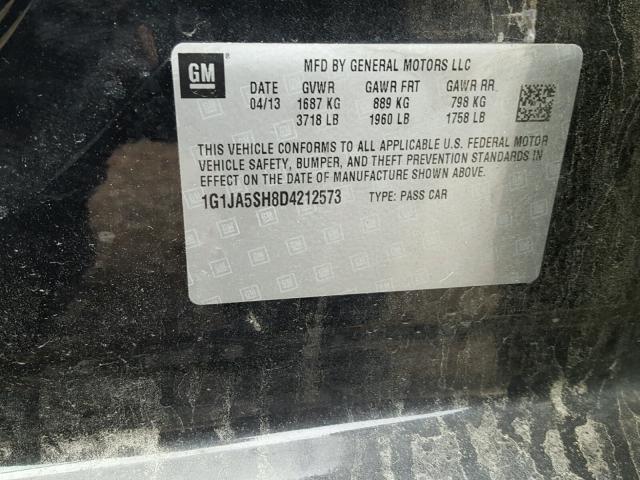 GM
MFD BY GENERAL MOTORS LLC
DATE GVWR GAWR FRT GAWR RR
04/13 1687 KG 889 KG 798 KG
3718 LB 1960 LB 1758 LB
THIS VEHICLE CONFORMS TO ALL APPLICABLE U.S. FEDERAL MOTOR
VEHICLE SAFETY, BUMPER, AND THEFT PREVENTION STANDARDS IN
EFFECT ON THE DATE OF MANUFACTURE SHOWN ABOVE.
1G1JA5SH8D4212573 TYPE: PASS CAR